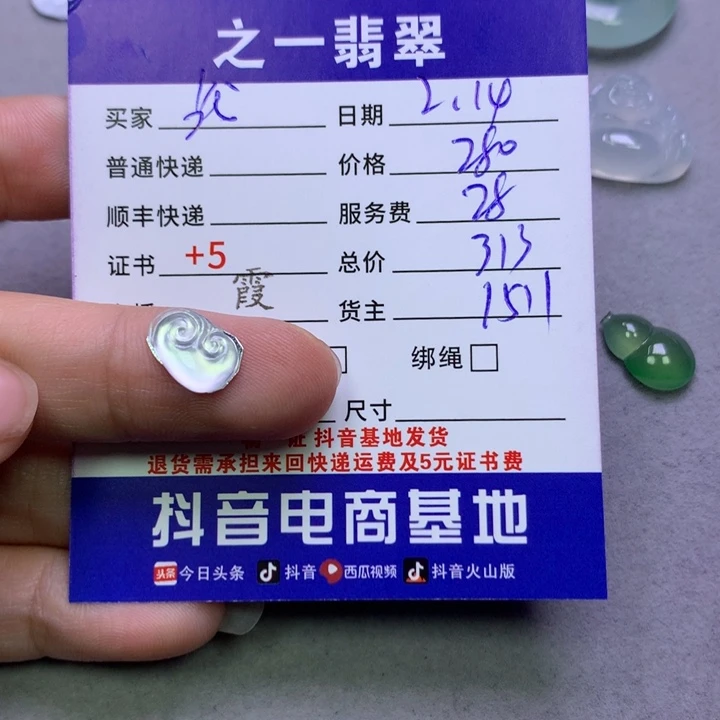 之一翡翠
买家 日期 2.14
普通快递 价格 280
顺丰快递 服务费 28
证书 +5 总价 313
霞 货主 1511
绑绳
尺寸
证 抖音基地发货
退货需承担来回快递运费及5元证书费
抖音电商基地
头条 今日头条 抖音 西瓜视频 抖音火山版